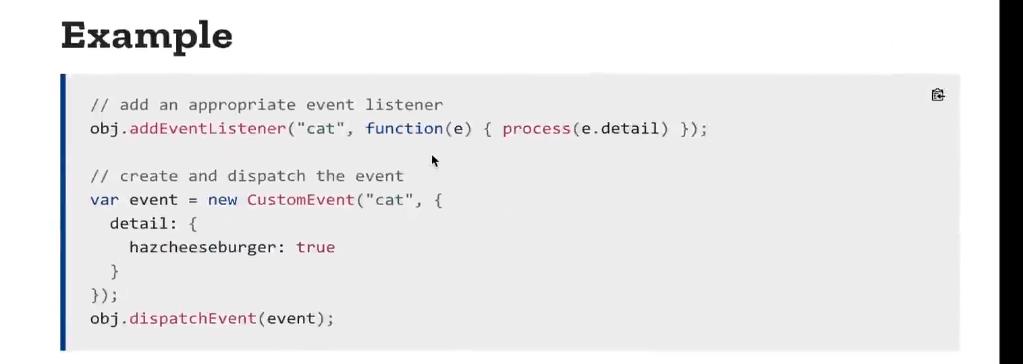 Example
// add an appropriate event listener
obj.addEventListener("cat", function(e) { process(e.detail) });
// create and dispatch the event
var event = new CustomEvent("cat", {
  detail: {
    hazcheeseburger: true
  }
});
obj.dispatchEvent(event);